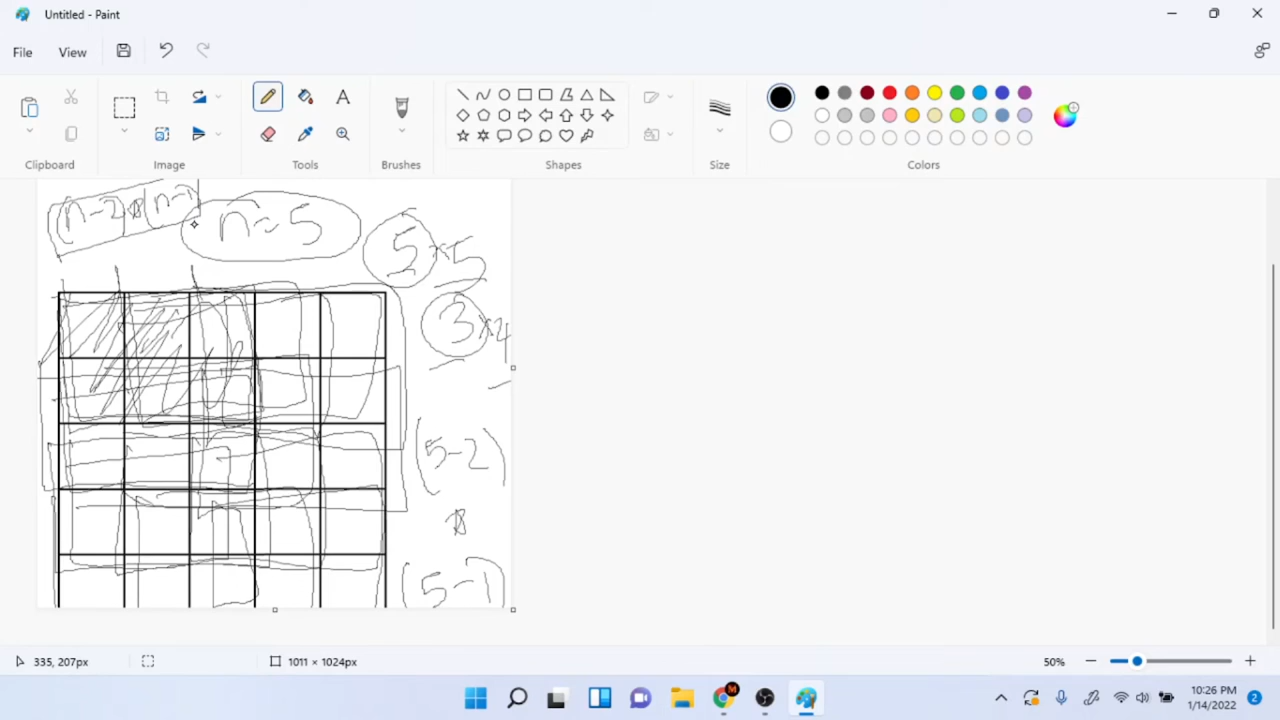 Untitled - Paint
File View
Clipboard Image Tools Brushes Shapes Size Colors
(n-2)*(n-1)
n=5
5×5
3×4
(5-2)
*
(5-1)
335, 207px 1011 × 1024px 50%
10:26 PM
1/14/2022
2
M
A